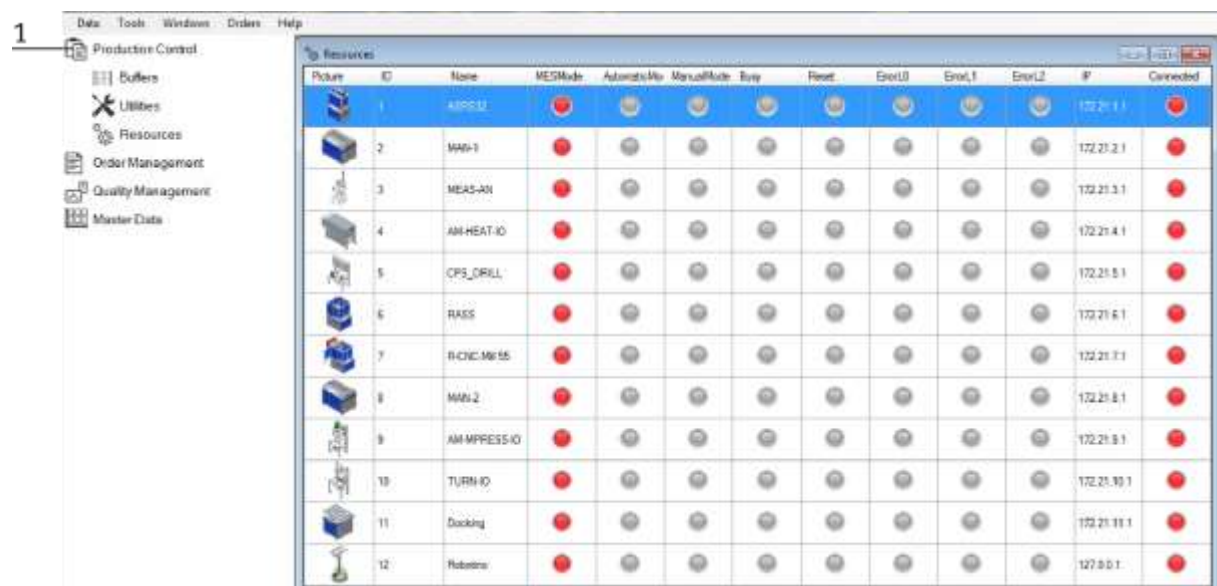 Data Tools Windows Orders Help
1
Production Control
Buffers
Utilities
Resources
Order Management
Quality Management
Master Data
Resources
Picture ID Name MESMode AutomaticMo ManualMode Busy Reset ErrorL0 ErrorL1 ErrorL2 IP Connected
1 ASRS32 172.21.1.1
2 MAN-1 172.21.2.1
3 MEAS-AN 172.21.3.1
4 AM-HEAT-IO 172.21.4.1
5 CPS_DRILL 172.21.5.1
6 RASS 172.21.6.1
7 R-CNC-Mill 55 172.21.7.1
8 MAN-2 172.21.8.1
9 AM-MPRESS-IO 172.21.9.1
10 TURN-IO 172.21.10.1
11 Docking 172.21.11.1
12 Robotino 127.0.0.1